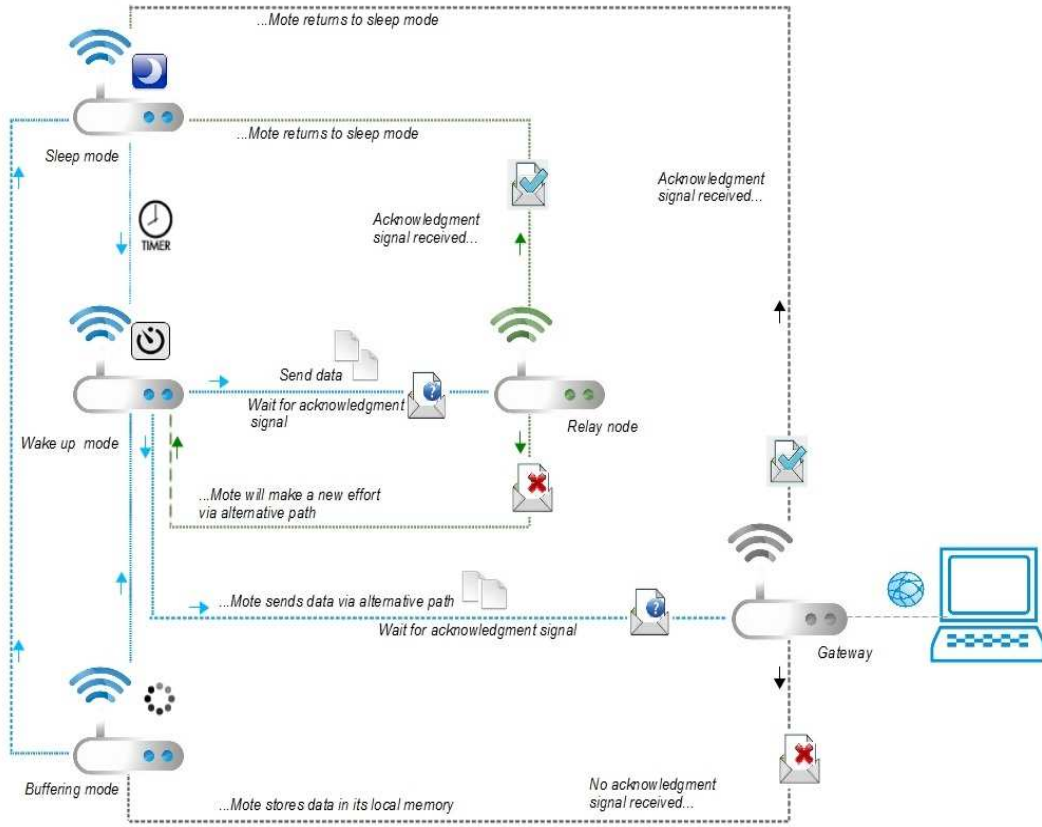 ...Mote returns to sleep mode
...Mote returns to sleep mode
Sleep mode
Acknowledgment
signal received...
Acknowledgment
signal received...
TIMER
Send data
Wait for acknowledgment
signal
Relay node
Wake up mode
...Mote will make a new effort
via alternative path
...Mote sends data via alternative path
Wait for acknowledgment signal
Gateway
Buffering mode
No acknowledgment
signal received...
...Mote stores data in its local memory